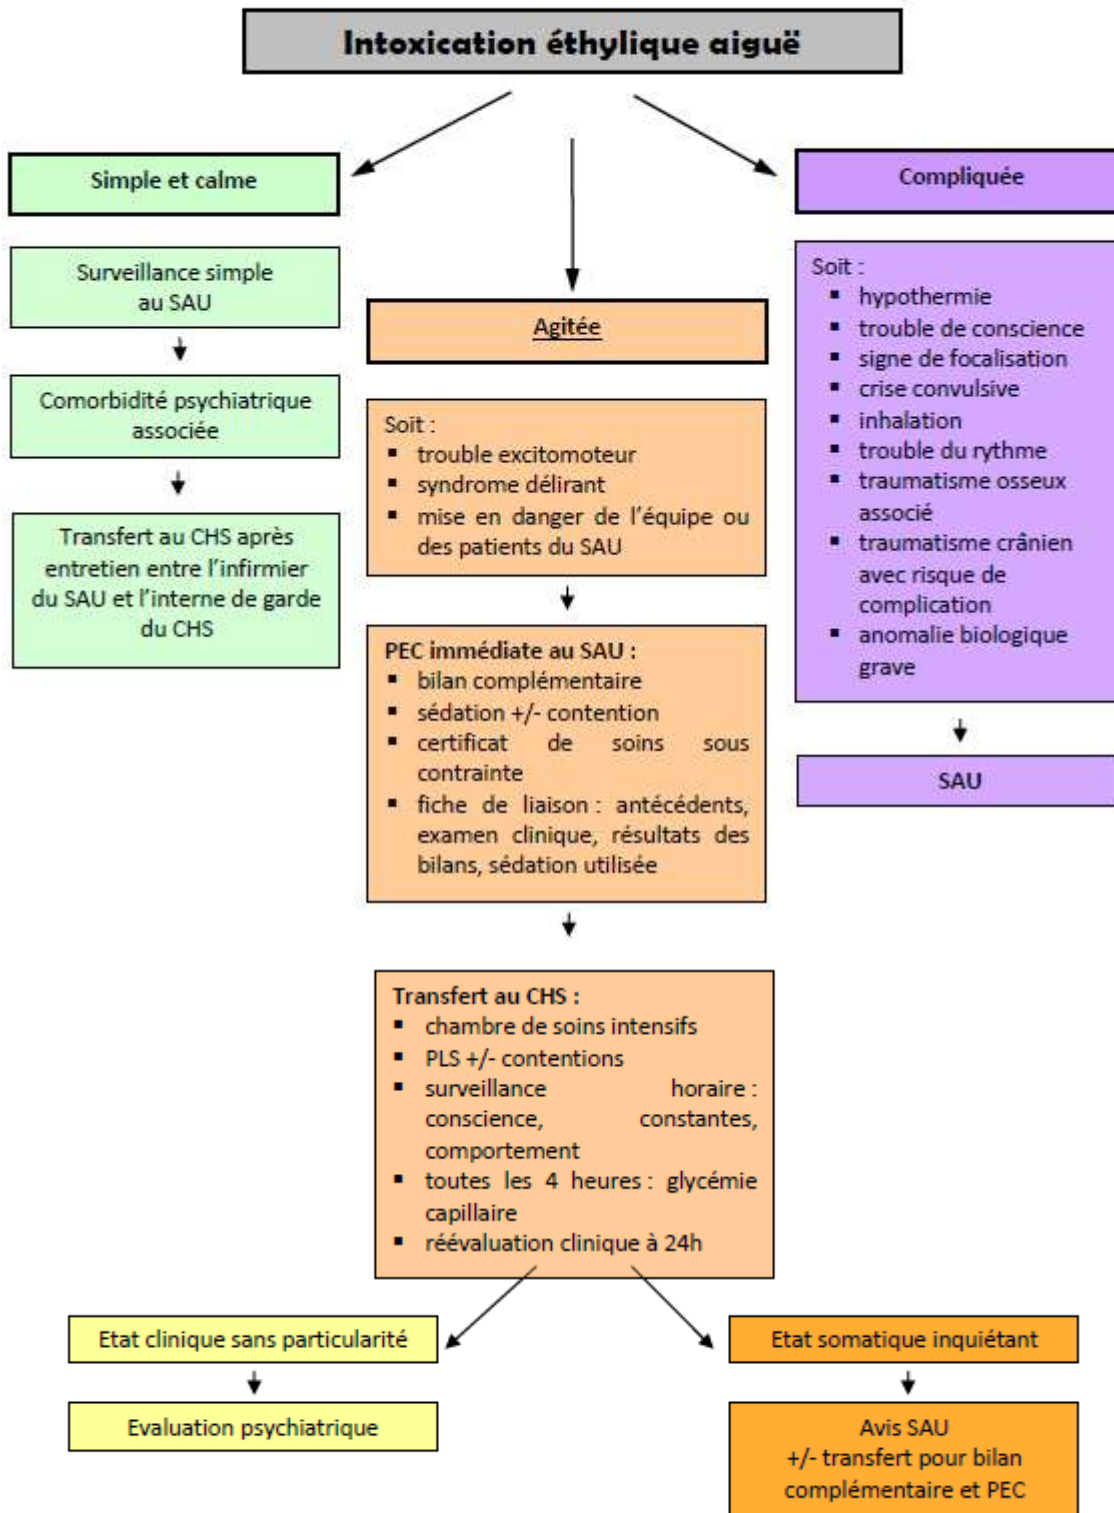 Intoxication éthylique aiguë
Simple et calme
Surveillance simple
au SAU
Comorbidité psychiatrique
associée
Transfert au CHS après
entretien entre l'infirmier
du SAU et l'interne de garde
du CHS
Agitée
Soit :
▪ trouble excitomoteur
▪ syndrome délirant
▪ mise en danger de l'équipe ou
des patients du SAU
PEC immédiate au SAU :
▪ bilan complémentaire
▪ sédation +/- contention
▪ certificat de soins sous
contrainte
▪ fiche de liaison : antécédents,
examen clinique, résultats des
bilans, sédation utilisée
Transfert au CHS :
▪ chambre de soins intensifs
▪ PLS +/- contentions
▪ surveillance horaire :
conscience, constantes,
comportement
▪ toutes les 4 heures : glycémie
capillaire
▪ réévaluation clinique à 24h
Compliquée
Soit :
▪ hypothermie
▪ trouble de conscience
▪ signe de focalisation
▪ crise convulsive
▪ inhalation
▪ trouble du rythme
▪ traumatisme osseux
associé
▪ traumatisme crânien
avec risque de
complication
▪ anomalie biologique
grave
SAU
Etat clinique sans particularité
Evaluation psychiatrique
Etat somatique inquiétant
Avis SAU
+/- transfert pour bilan
complémentaire et PEC